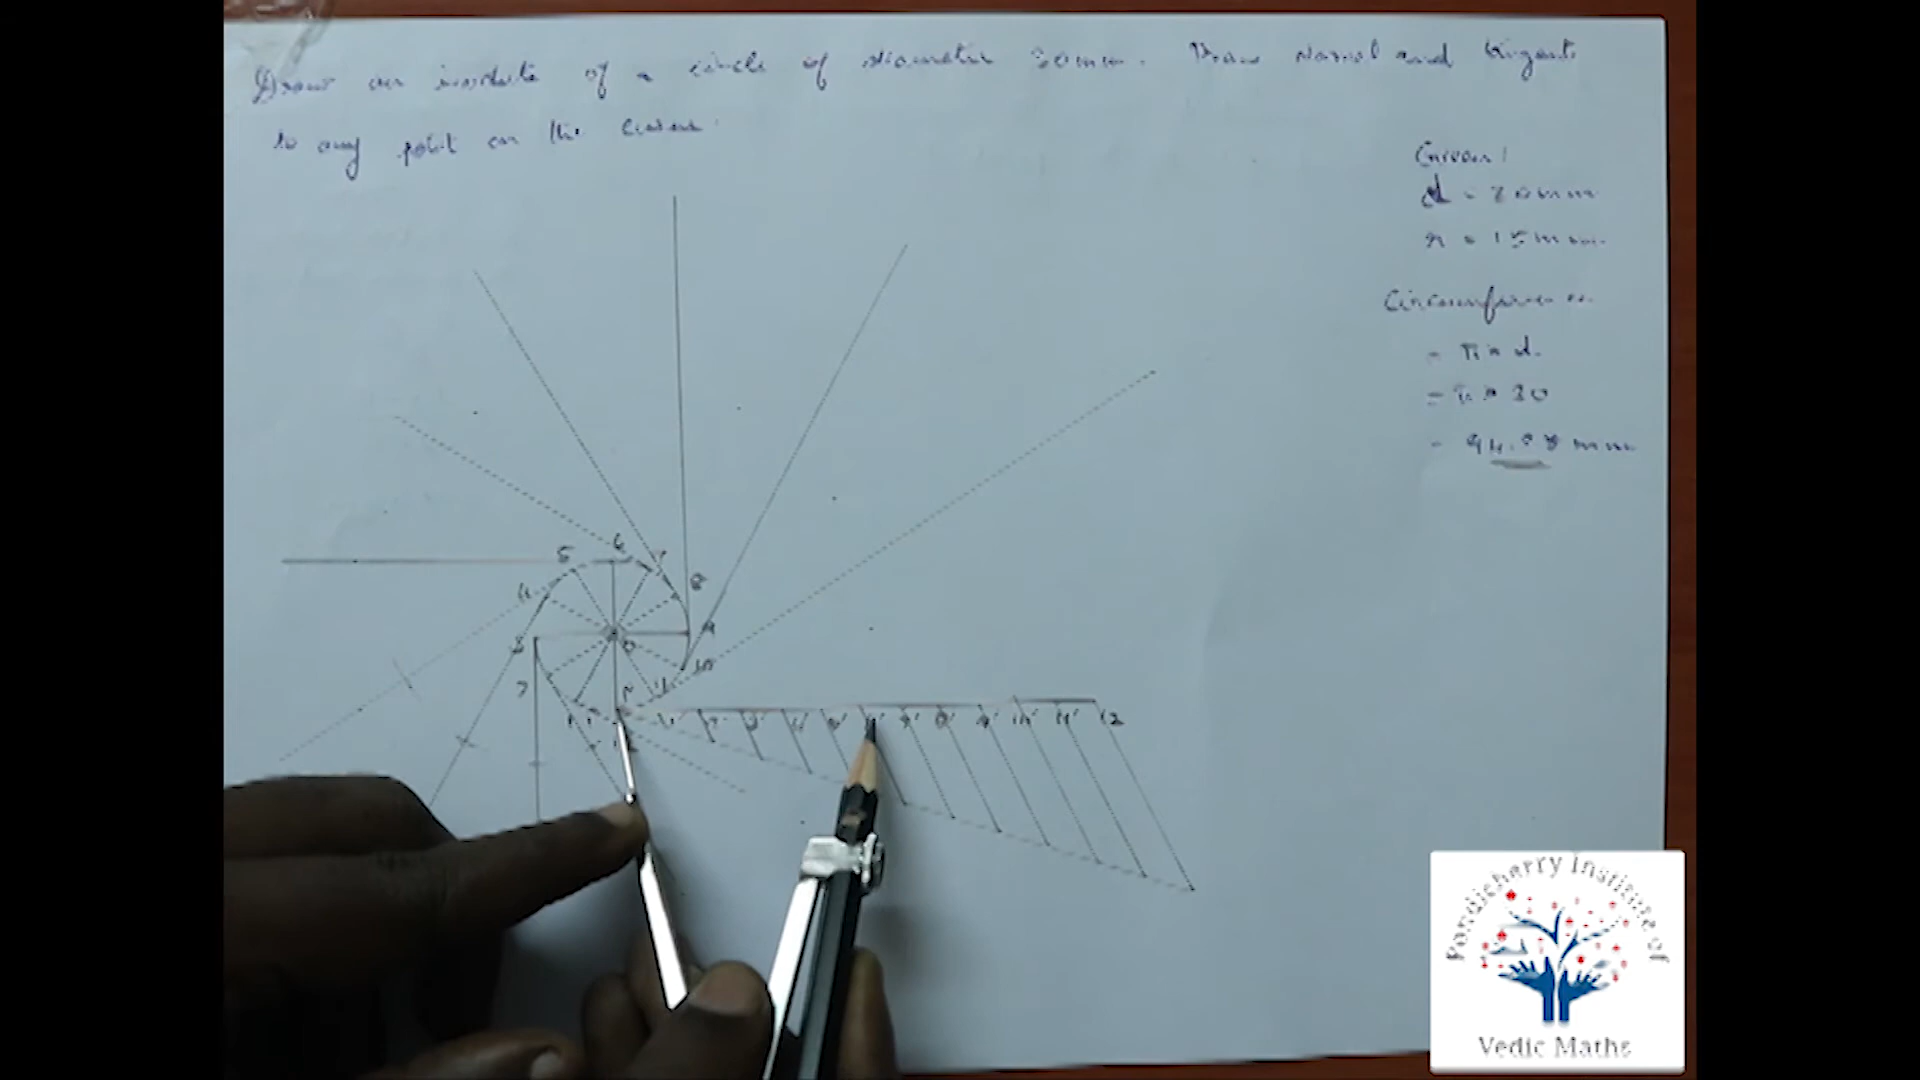 Draw an involute of a circle of diameter 30mm. Draw Normal and tangent
to any point on the curve.
Given:
d = 30mm
r = 15mm
Circumference
= π × d.
= π × 30
= 94.28 mm
6
5
7
4
8
3
9
O
10
2
P
11
1
12
1' 2' 3' 4' 5' 6' 7' 8' 9' 10' 11' 12
Pondicherry Institute of
Vedic Maths